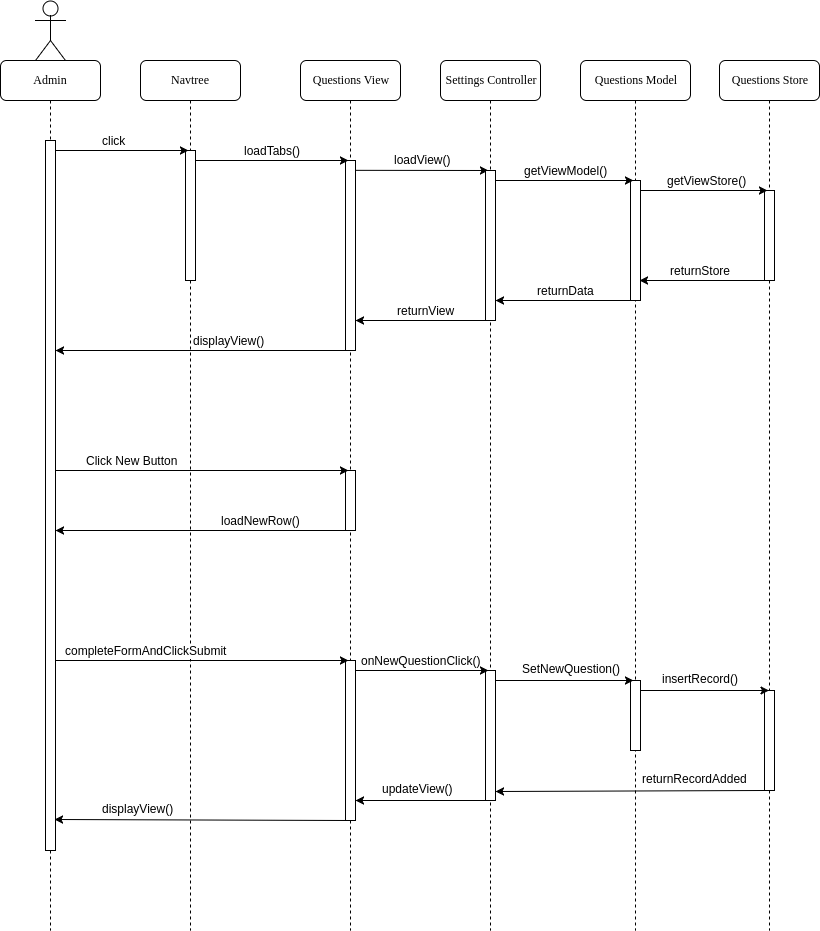 Admin
Navtree
Questions View
Settings Controller
Questions Model
Questions Store
click
loadTabs()
loadView()
getViewModel()
getViewStore()
returnStore
returnData
returnView
displayView()
Click New Button
loadNewRow()
completeFormAndClickSubmit
onNewQuestionClick()
SetNewQuestion()
insertRecord()
returnRecordAdded
updateView()
displayView()